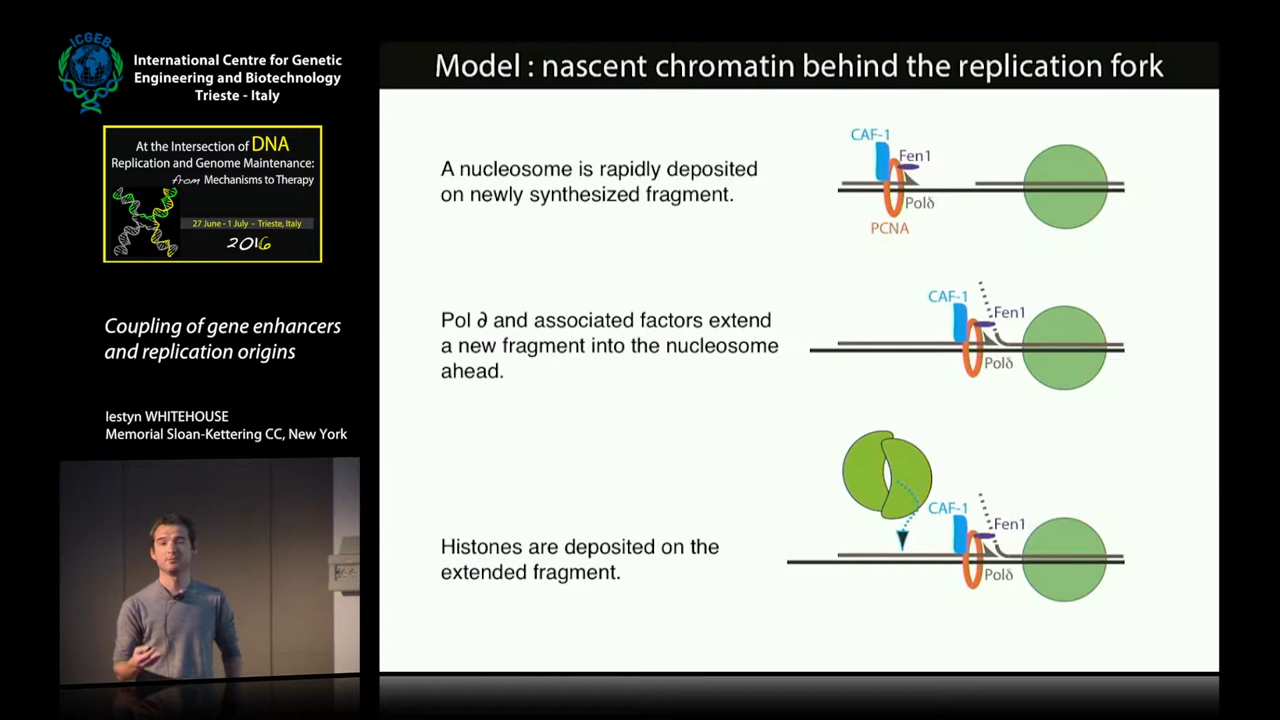 ICGEB
International Centre for Genetic
Engineering and Biotechnology
Trieste - Italy
At the Intersection of DNA
Replication and Genome Maintenance:
from Mechanisms to Therapy
27 June - 1 July - Trieste, Italy
2016
Coupling of gene enhancers
and replication origins
Iestyn WHITEHOUSE
Memorial Sloan-Kettering CC, New York
Model : nascent chromatin behind the replication fork
A nucleosome is rapidly deposited
on newly synthesized fragment.
CAF-1
Fen1
Polδ
PCNA
Pol ∂ and associated factors extend
a new fragment into the nucleosome
ahead.
CAF-1
Fen1
Polδ
Histones are deposited on the
extended fragment.
CAF-1
Fen1
Polδ